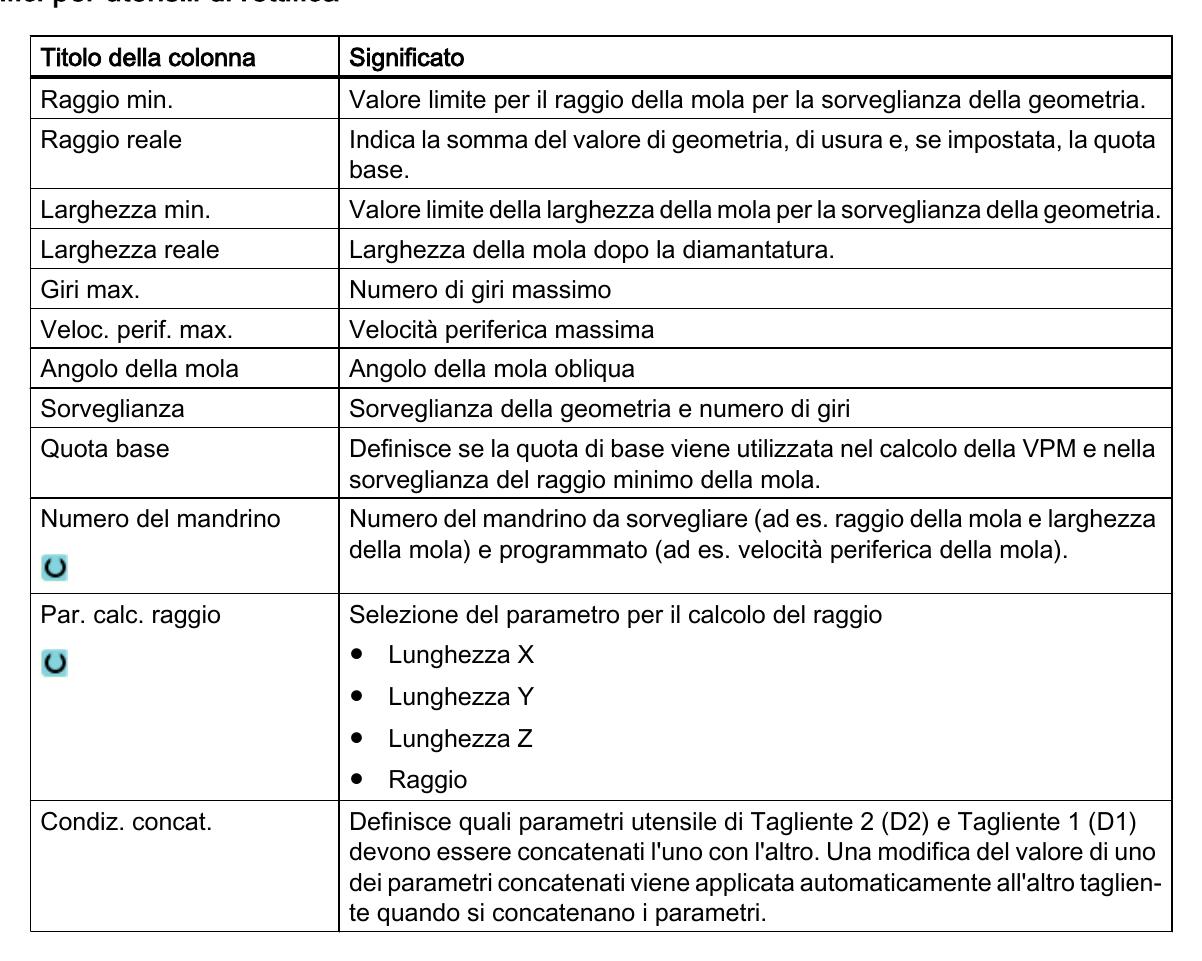 per utensili di rettifica
Titolo della colonna Significato
Raggio min. Valore limite per il raggio della mola per la sorveglianza della geometria.
Raggio reale Indica la somma del valore di geometria, di usura e, se impostata, la quota
base.
Larghezza min. Valore limite della larghezza della mola per la sorveglianza della geometria.
Larghezza reale Larghezza della mola dopo la diamantatura.
Giri max. Numero di giri massimo
Veloc. perif. max. Velocità periferica massima
Angolo della mola Angolo della mola obliqua
Sorveglianza Sorveglianza della geometria e numero di giri
Quota base Definisce se la quota di base viene utilizzata nel calcolo della VPM e nella
sorveglianza del raggio minimo della mola.
Numero del mandrino Numero del mandrino da sorvegliare (ad es. raggio della mola e larghezza
della mola) e programmato (ad es. velocità periferica della mola).
Par. calc. raggio Selezione del parametro per il calcolo del raggio
• Lunghezza X
• Lunghezza Y
• Lunghezza Z
• Raggio
Condiz. concat. Definisce quali parametri utensile di Tagliente 2 (D2) e Tagliente 1 (D1)
devono essere concatenati l'uno con l'altro. Una modifica del valore di uno
dei parametri concatenati viene applicata automaticamente all'altro taglien-
te quando si concatenano i parametri.